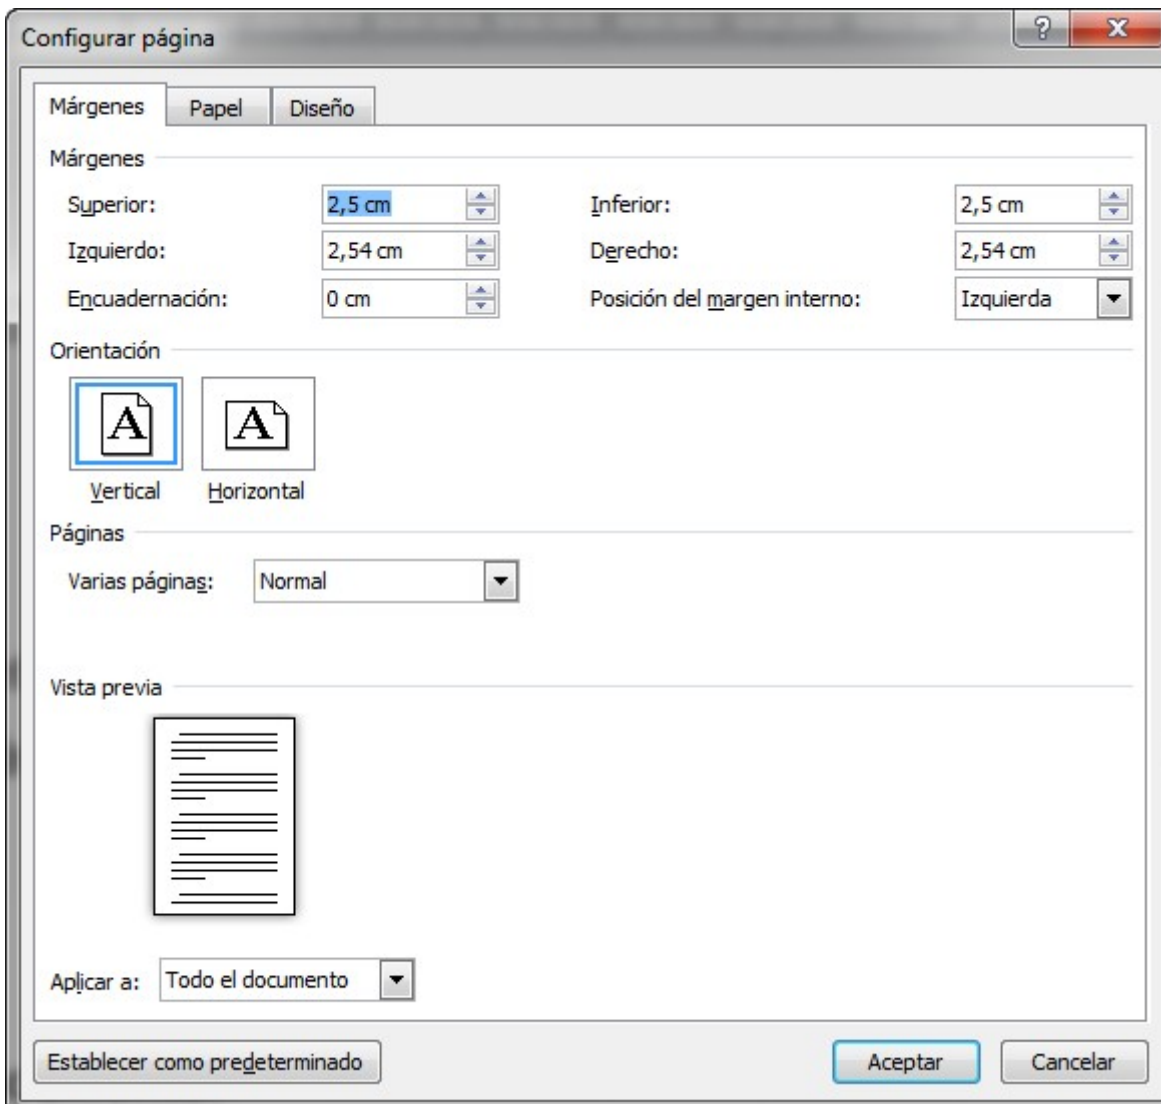 Configurar página
Márgenes Papel Diseño
Márgenes
Superior: 2,5 cm Inferior: 2,5 cm
Izquierdo: 2,54 cm Derecho: 2,54 cm
Encuadernación: 0 cm Posición del margen interno: Izquierda
Orientación
A A
Vertical Horizontal
Páginas
Varias páginas: Normal
Vista previa
Aplicar a: Todo el documento
Establecer como predeterminado Aceptar Cancelar